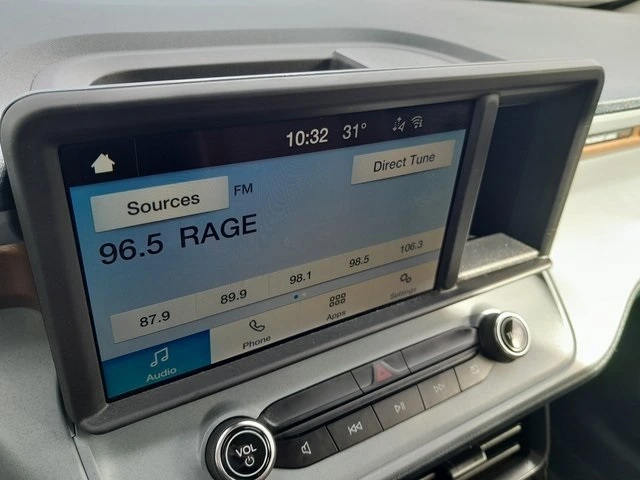 10:32 31°
Direct Tune
Sources FM
96.5 RAGE
87.9 89.9 98.1 98.5 106.3
Audio Phone Apps Settings
VOL